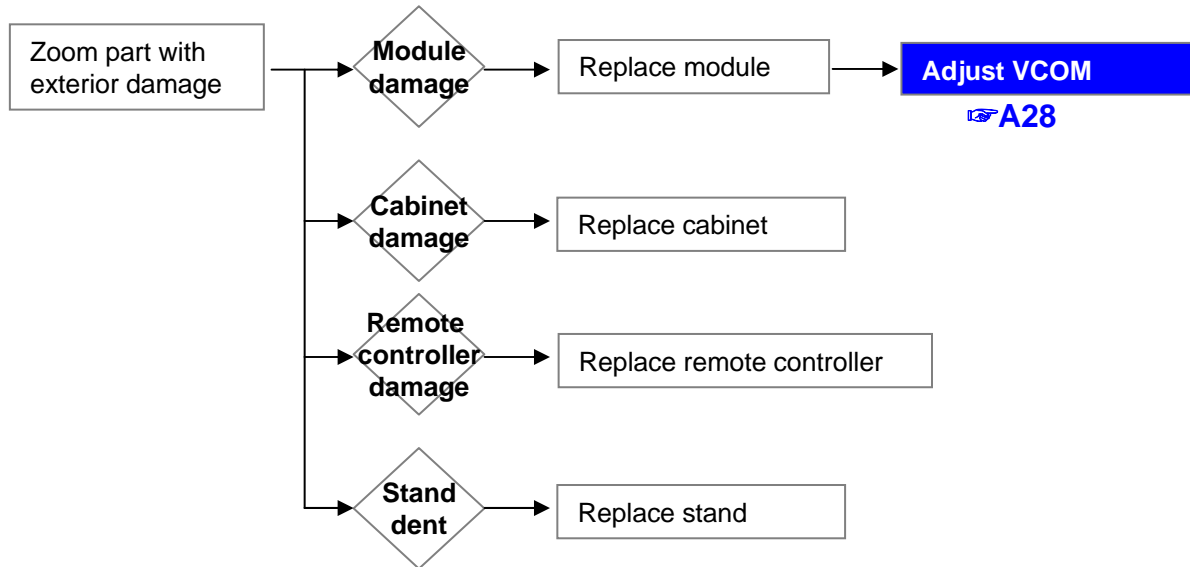 Zoom part with
exterior damage
Module
damage
Replace module
Adjust VCOM
☞A28
Cabinet
damage
Replace cabinet
Remote
controller
damage
Replace remote controller
Stand
dent
Replace stand